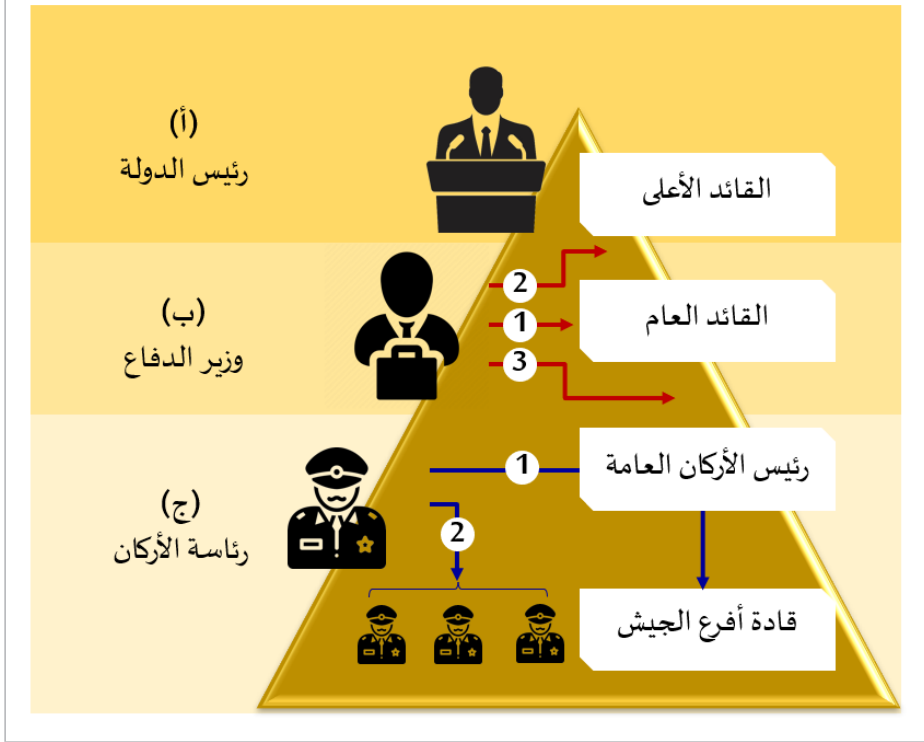 (أ)
رئيس الدولة
القائد الأعلى
(ب)
وزير الدفاع
2
1
3
القائد العام
(ج)
رئاسة الأركان
1
2
رئيس الأركان العامة
قادة أفرع الجيش